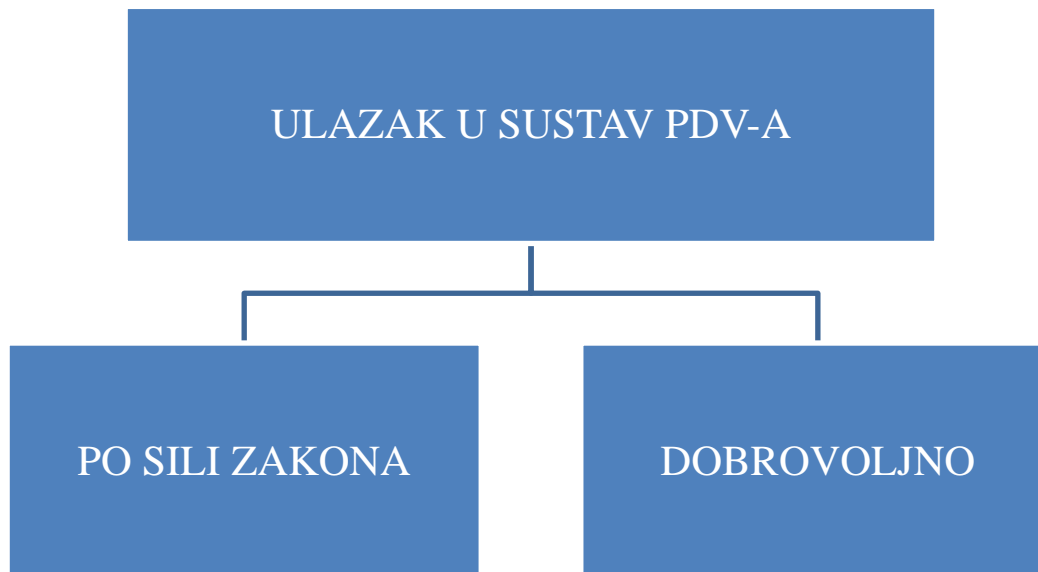 ULAZAK U SUSTAV PDV-A
PO SILI ZAKONA
DOBROVOLJNO